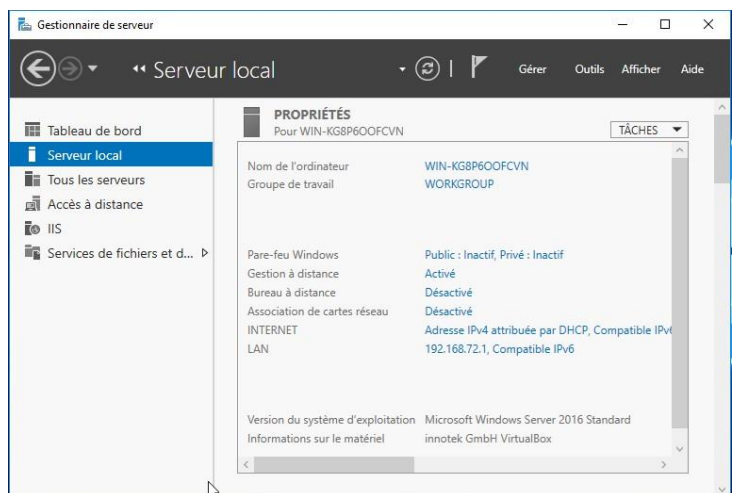 Gestionnaire de serveur
Serveur local
Gérer Outils Afficher Aide
Tableau de bord
Serveur local
Tous les serveurs
Accès à distance
IIS
Services de fichiers et d...
PROPRIÉTÉS
Pour WIN-KG8P6OOFCVN
TÂCHES
Nom de l'ordinateur WIN-KG8P6OOFCVN
Groupe de travail WORKGROUP
Pare-feu Windows Public : Inactif, Privé : Inactif
Gestion à distance Activé
Bureau à distance Désactivé
Association de cartes réseau Désactivé
INTERNET Adresse IPv4 attribuée par DHCP, Compatible IPv6
LAN 192.168.72.1, Compatible IPv6
Version du système d'exploitation Microsoft Windows Server 2016 Standard
Informations sur le matériel innotek GmbH VirtualBox